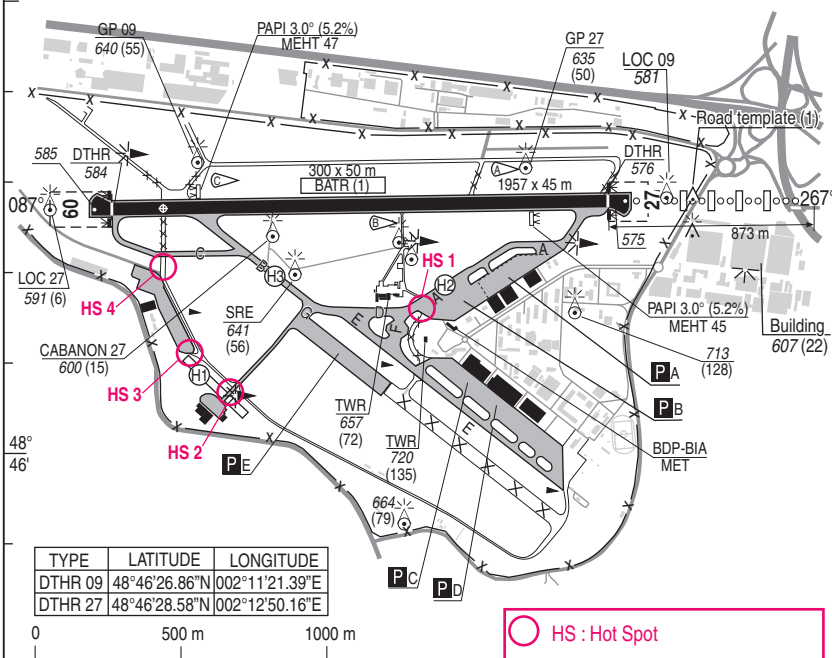 GP 09
640 (55)
PAPI 3.0° (5.2%)
MEHT 47
GP 27
635
(50)
LOC 09
581
Road template (1)
585
DTHR
584
300 x 50 m
BATR (1)
1957 x 45 m
DTHR
576
C
A
B
087°
09
27
267°
575
873 m
LOC 27
591 (6)
C
B
H3
HS 1
H2
A
A
HS 4
SRE
641
(56)
D
E
F
G
PAPI 3.0° (5.2%)
MEHT 45
Building
607 (22)
CABANON 27
600 (15)
713
(128)
HS 3
H1
HS 2
TWR
657
(72)
TWR
720
(135)
E
P A
P B
BDP-BIA
MET
48°
46'
P E
664
(79)
P C
P D
TYPE LATITUDE LONGITUDE
DTHR 09 48°46'26.86"N 002°11'21.39"E
DTHR 27 48°46'28.58"N 002°12'50.16"E
0 500 m 1000 m
HS : Hot Spot